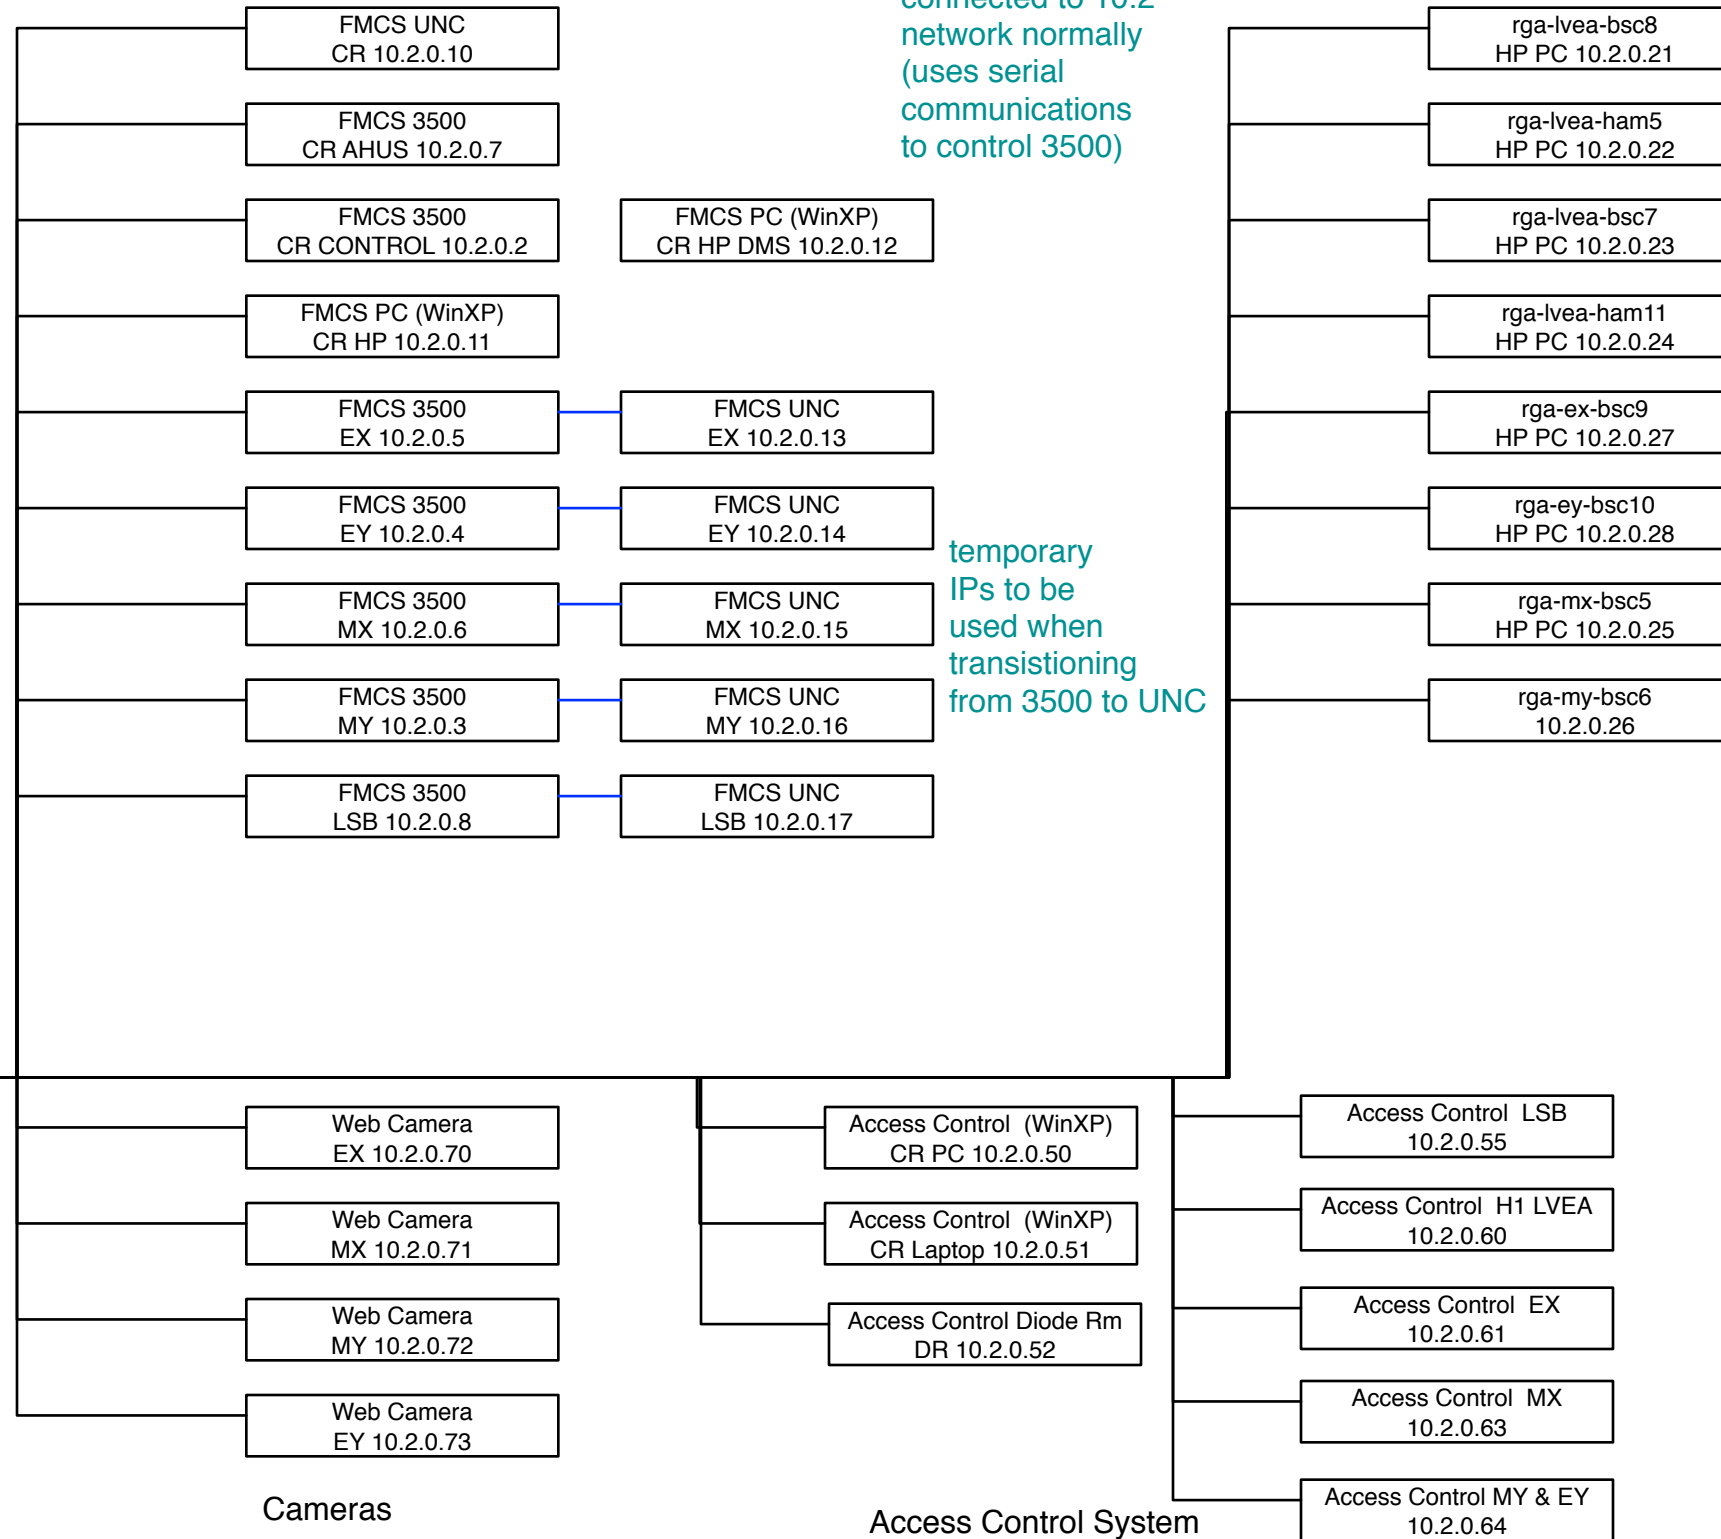 FMCS UNC
CR 10.2.0.10
FMCS 3500
CR AHUS 10.2.0.7
FMCS 3500
CR CONTROL 10.2.0.2
FMCS PC (WinXP)
CR HP 10.2.0.11
FMCS 3500
EX 10.2.0.5
FMCS 3500
EY 10.2.0.4
FMCS 3500
MX 10.2.0.6
FMCS 3500
MY 10.2.0.3
FMCS 3500
LSB 10.2.0.8
connected to 10.2
network normally
(uses serial
communications
to control 3500)
FMCS PC (WinXP)
CR HP DMS 10.2.0.12
FMCS UNC
EX 10.2.0.13
FMCS UNC
EY 10.2.0.14
FMCS UNC
MX 10.2.0.15
FMCS UNC
MY 10.2.0.16
FMCS UNC
LSB 10.2.0.17
temporary
IPs to be
used when
transistioning
from 3500 to UNC
rga-lvea-bsc8
HP PC 10.2.0.21
rga-lvea-ham5
HP PC 10.2.0.22
rga-lvea-bsc7
HP PC 10.2.0.23
rga-lvea-ham11
HP PC 10.2.0.24
rga-ex-bsc9
HP PC 10.2.0.27
rga-ey-bsc10
HP PC 10.2.0.28
rga-mx-bsc5
HP PC 10.2.0.25
rga-my-bsc6
10.2.0.26
Web Camera
EX 10.2.0.70
Web Camera
MX 10.2.0.71
Web Camera
MY 10.2.0.72
Web Camera
EY 10.2.0.73
Cameras
Access Control (WinXP)
CR PC 10.2.0.50
Access Control (WinXP)
CR Laptop 10.2.0.51
Access Control Diode Rm
DR 10.2.0.52
Access Control System
Access Control LSB
10.2.0.55
Access Control H1 LVEA
10.2.0.60
Access Control EX
10.2.0.61
Access Control MX
10.2.0.63
Access Control MY & EY
10.2.0.64